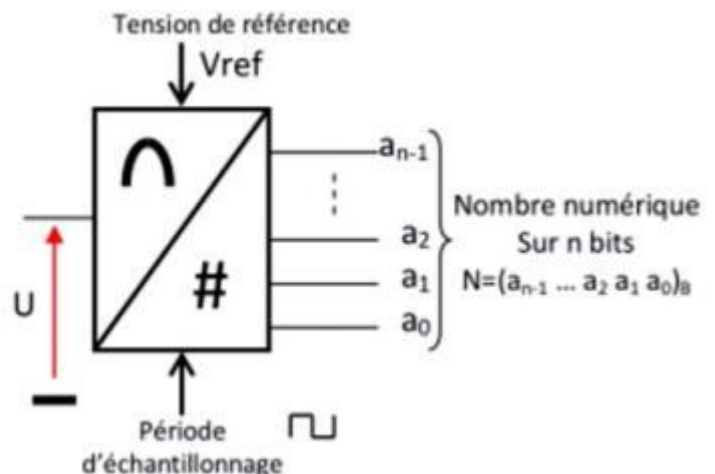 Tension de référence
Vref
∩
#
U
a_{n-1}
a_2
a_1
a_0
Nombre numérique
Sur n bits
N=(a_{n-1} ... a_2 a_1 a_0)_B
Période
d'échantillonnage